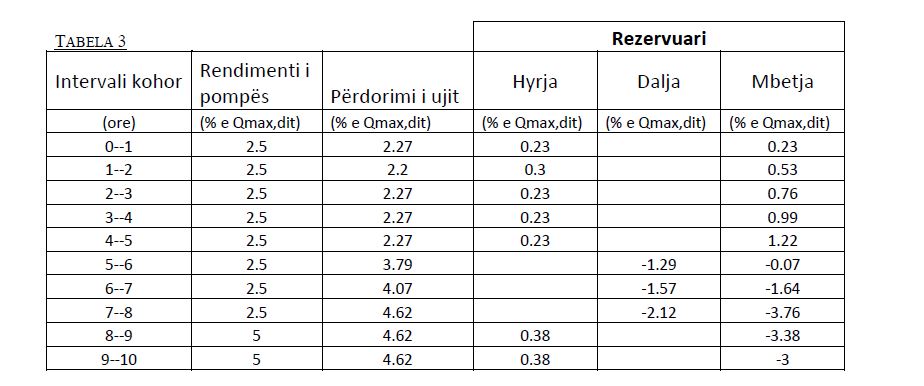 Rezervuari
TABELA 3
Intervali kohor Rendimenti i pompës Përdorimi i ujit Hyrja Dalja Mbetja
(ore) (% e Qmax,dit) (% e Qmax,dit) (% e Qmax,dit) (% e Qmax,dit) (% e Qmax,dit)
0--1 2.5 2.27 0.23 0.23
1--2 2.5 2.2 0.3 0.53
2--3 2.5 2.27 0.23 0.76
3--4 2.5 2.27 0.23 0.99
4--5 2.5 2.27 0.23 1.22
5--6 2.5 3.79 -1.29 -0.07
6--7 2.5 4.07 -1.57 -1.64
7--8 2.5 4.62 -2.12 -3.76
8--9 5 4.62 0.38 -3.38
9--10 5 4.62 0.38 -3